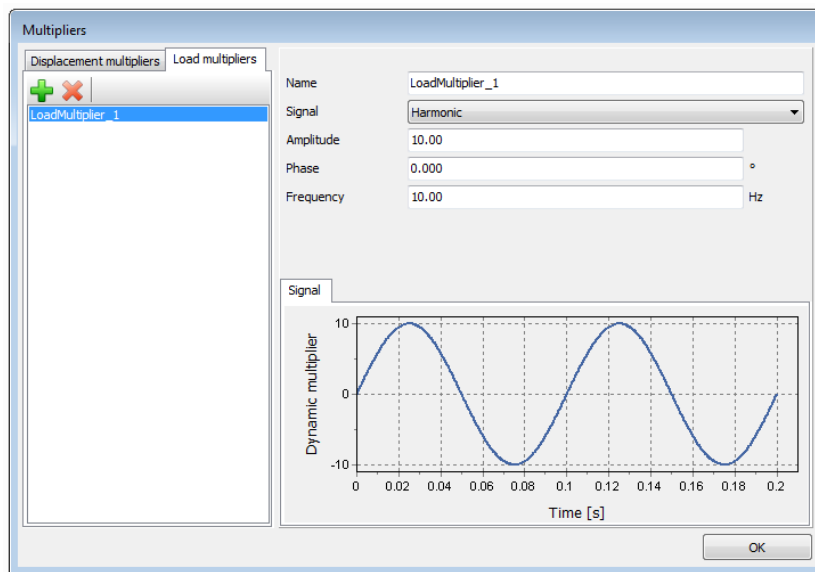 Multipliers
Displacement multipliers Load multipliers
LoadMultiplier_1
Name LoadMultiplier_1
Signal Harmonic
Amplitude 10.00
Phase 0.000 °
Frequency 10.00 Hz
Signal
Dynamic multiplier
10
0
-10
0 0.02 0.04 0.06 0.08 0.1 0.12 0.14 0.16 0.18 0.2
Time [s]
OK